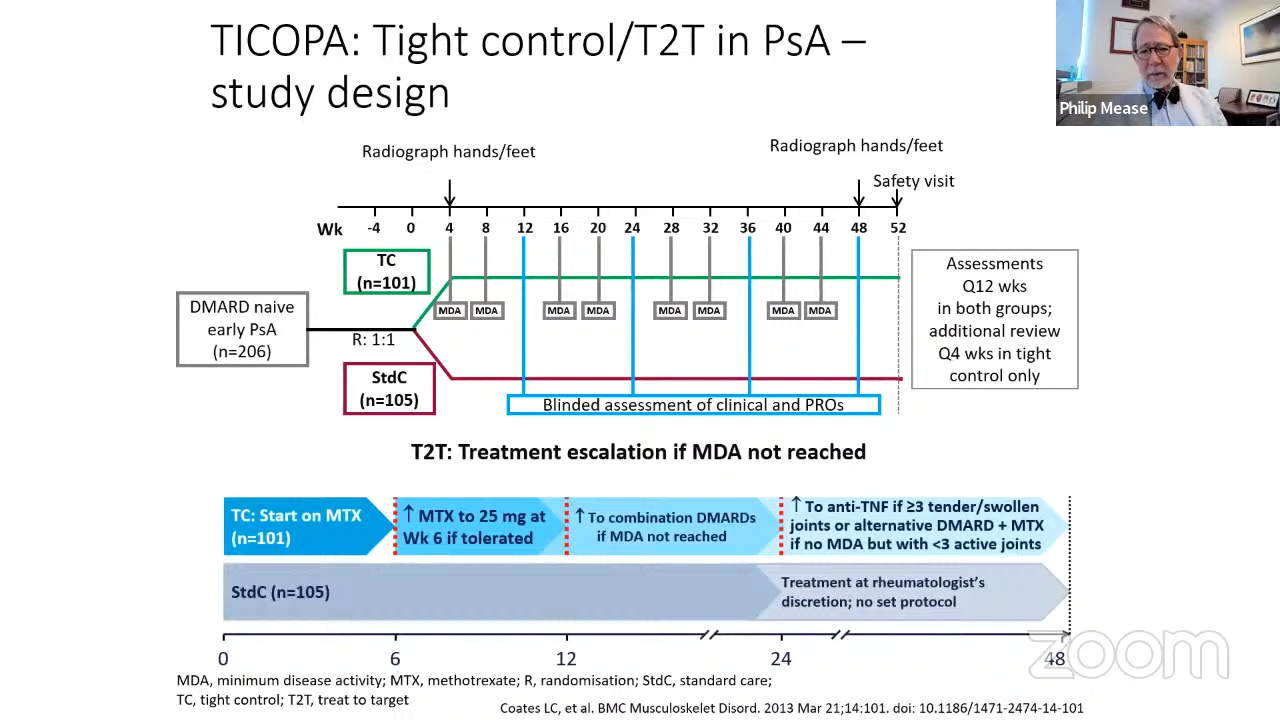 TICOPA: Tight control/T2T in PsA –
study design
Philip Mease
Radiograph hands/feet
Radiograph hands/feet
Safety visit
Wk -4 0 4 8 12 16 20 24 28 32 36 40 44 48 52
TC
(n=101)
DMARD naive
early PsA
(n=206)
R: 1:1
MDA MDA MDA MDA MDA MDA MDA MDA
StdC
(n=105)
Blinded assessment of clinical and PROs
Assessments
Q12 wks
in both groups;
additional review
Q4 wks in tight
control only
T2T: Treatment escalation if MDA not reached
TC: Start on MTX
(n=101)
↑ MTX to 25 mg at
Wk 6 if tolerated
↑ To combination DMARDs
if MDA not reached
↑ To anti-TNF if ≥3 tender/swollen
joints or alternative DMARD + MTX
if no MDA but with <3 active joints
StdC (n=105)
Treatment at rheumatologist's
discretion; no set protocol
0 6 12 24 48
zoom
MDA, minimum disease activity; MTX, methotrexate; R, randomisation; StdC, standard care;
TC, tight control; T2T, treat to target
Coates LC, et al. BMC Musculoskelet Disord. 2013 Mar 21;14:101. doi: 10.1186/1471-2474-14-101